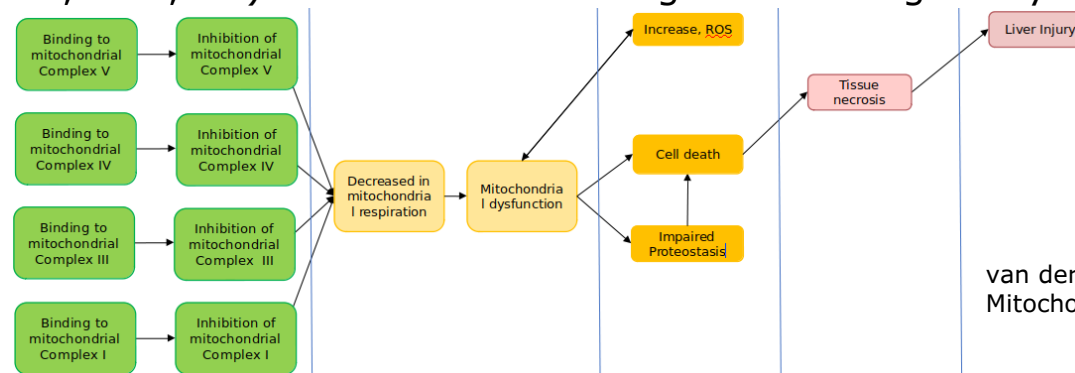 Binding to
mitochondrial
Complex V
Inhibition of
mitochondrial
Complex V
Increase, ROS
Liver Injury
Tissue
necrosis
Binding to
mitochondrial
Complex IV
Inhibition of
mitochondrial
Complex IV
Cell death
Decreased in
mitochondria
l respiration
Mitochondria
l dysfunction
Binding to
mitochondrial
Complex III
Inhibition of
mitochondrial
Complex III
Impaired
Proteostasis
van der
Mitocho
Binding to
mitochondrial
Complex I
Inhibition of
mitochondrial
Complex I